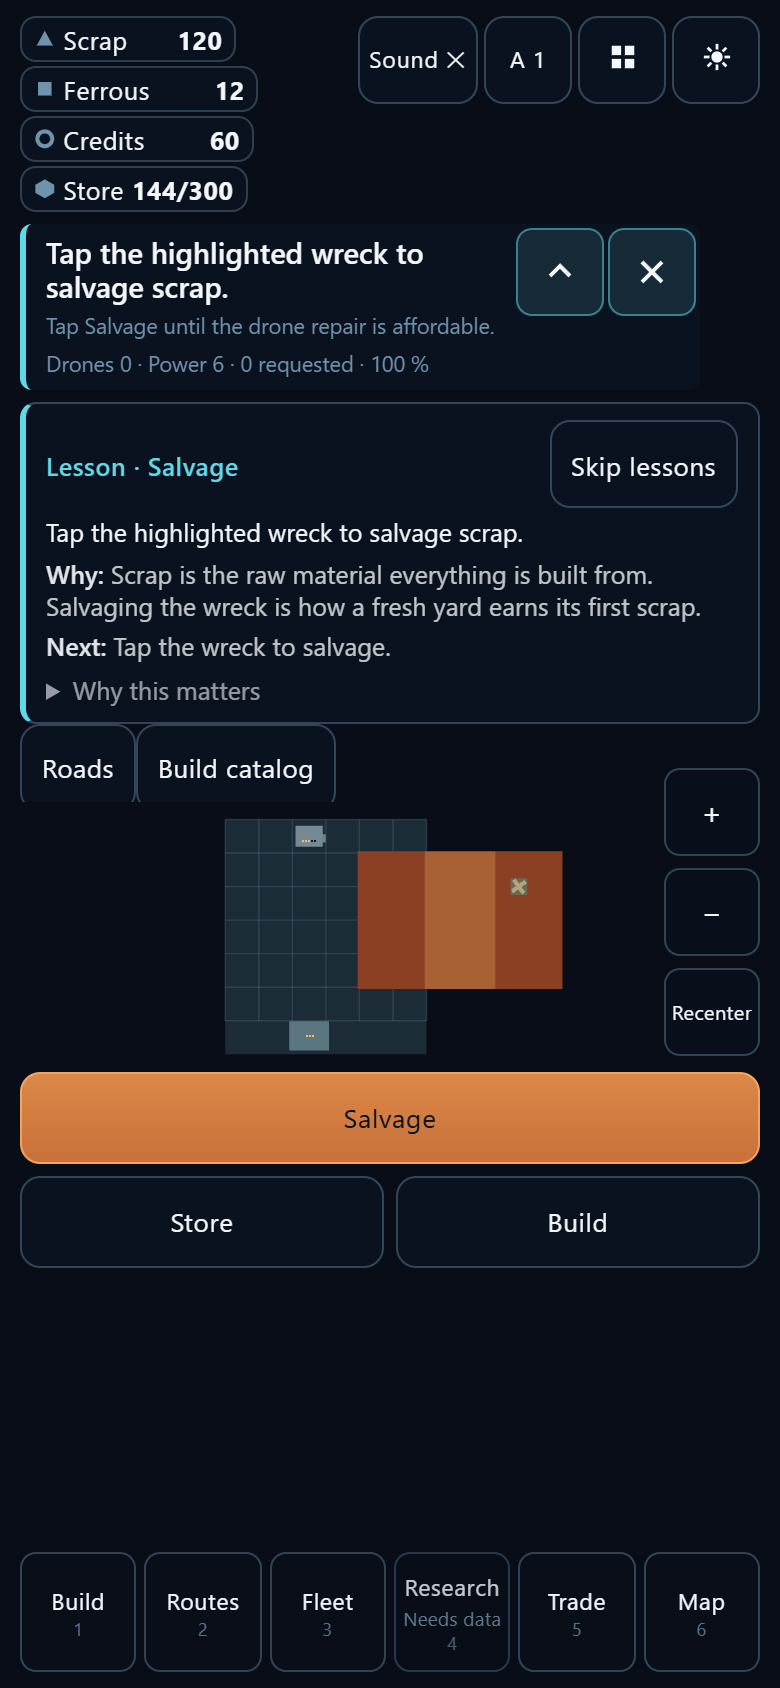 Scrap 120
Ferrous 12
Credits 60
Store 144/300
Sound ✕
A 1
Tap the highlighted wreck to
salvage scrap.
Tap Salvage until the drone repair is affordable.
Drones 0 · Power 6 · 0 requested · 100 %
Lesson · Salvage
Skip lessons
Tap the highlighted wreck to salvage scrap.
Why: Scrap is the raw material everything is built from.
Salvaging the wreck is how a fresh yard earns its first scrap.
Next: Tap the wreck to salvage.
▶ Why this matters
Roads
Build catalog
+
−
Recenter
Salvage
Store
Build
Build
1
Routes
2
Fleet
3
Research
Needs data
4
Trade
5
Map
6